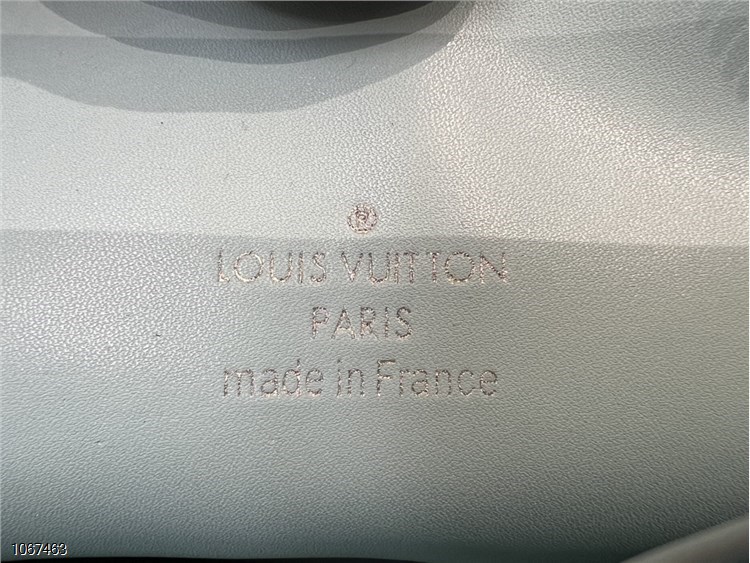 ®
LOUIS VUITTON
PARIS
made in France
1067463